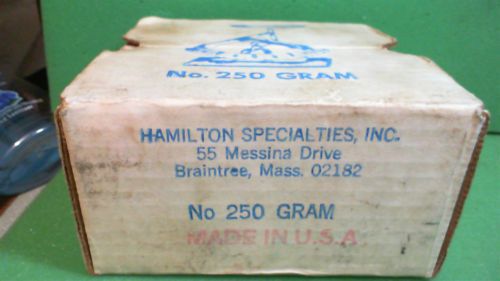 No. 250 GRAM
HAMILTON SPECIALTIES, INC.
55 Messina Drive
Braintree, Mass. 02182
No 250 GRAM
MADE IN U.S.A